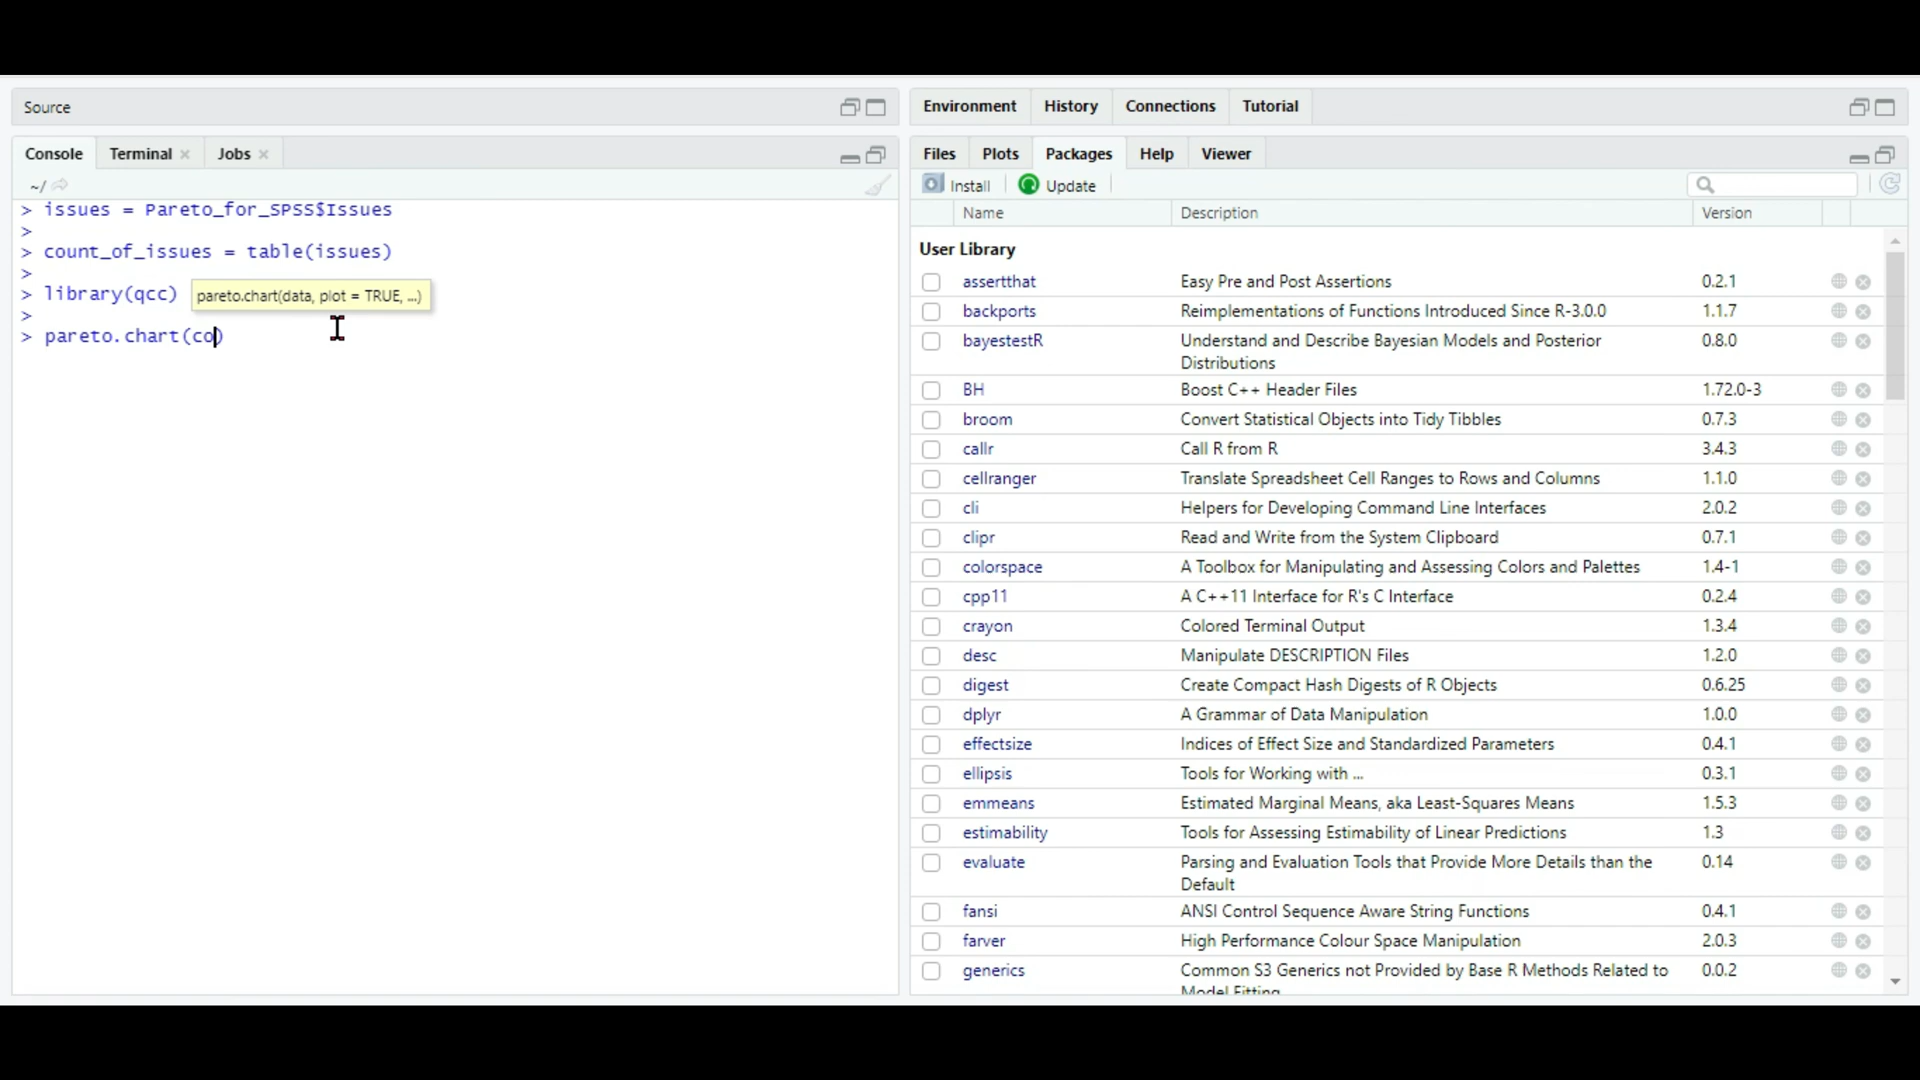 Source
Environment History Connections Tutorial
Console Terminal Jobs
~/
> issues = Pareto_for_SPSS$Issues
>
> count_of_issues = table(issues)
>
> library(qcc)
pareto.chart(data, plot = TRUE, ...)
>
> pareto.chart(co)
Files Plots Packages Help Viewer
Install Update
Name Description Version
User Library
assertthat Easy Pre and Post Assertions 0.2.1
backports Reimplementations of Functions Introduced Since R-3.0.0 1.1.7
bayestestR Understand and Describe Bayesian Models and Posterior 0.8.0
Distributions
BH Boost C++ Header Files 1.72.0-3
broom Convert Statistical Objects into Tidy Tibbles 0.7.3
callr Call R from R 3.4.3
cellranger Translate Spreadsheet Cell Ranges to Rows and Columns 1.1.0
cli Helpers for Developing Command Line Interfaces 2.0.2
clipr Read and Write from the System Clipboard 0.7.1
colorspace A Toolbox for Manipulating and Assessing Colors and Palettes 1.4-1
cpp11 A C++11 Interface for R's C Interface 0.2.4
crayon Colored Terminal Output 1.3.4
desc Manipulate DESCRIPTION Files 1.2.0
digest Create Compact Hash Digests of R Objects 0.6.25
dplyr A Grammar of Data Manipulation 1.0.0
effectsize Indices of Effect Size and Standardized Parameters 0.4.1
ellipsis Tools for Working with ... 0.3.1
emmeans Estimated Marginal Means, aka Least-Squares Means 1.5.3
estimability Tools for Assessing Estimability of Linear Predictions 1.3
evaluate Parsing and Evaluation Tools that Provide More Details than the 0.14
Default
fansi ANSI Control Sequence Aware String Functions 0.4.1
farver High Performance Colour Space Manipulation 2.0.3
generics Common S3 Generics not Provided by Base R Methods Related to 0.0.2
Model Fitting